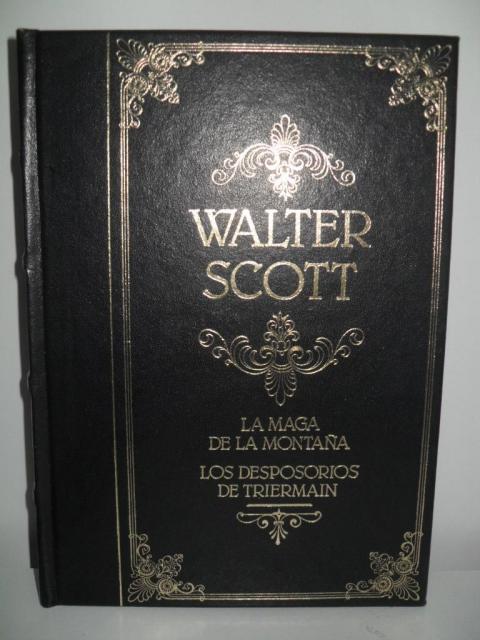 WALTER
SCOTT
LA MAGA
DE LA MONTAÑA
LOS DESPOSORIOS
DE TRIERMAIN